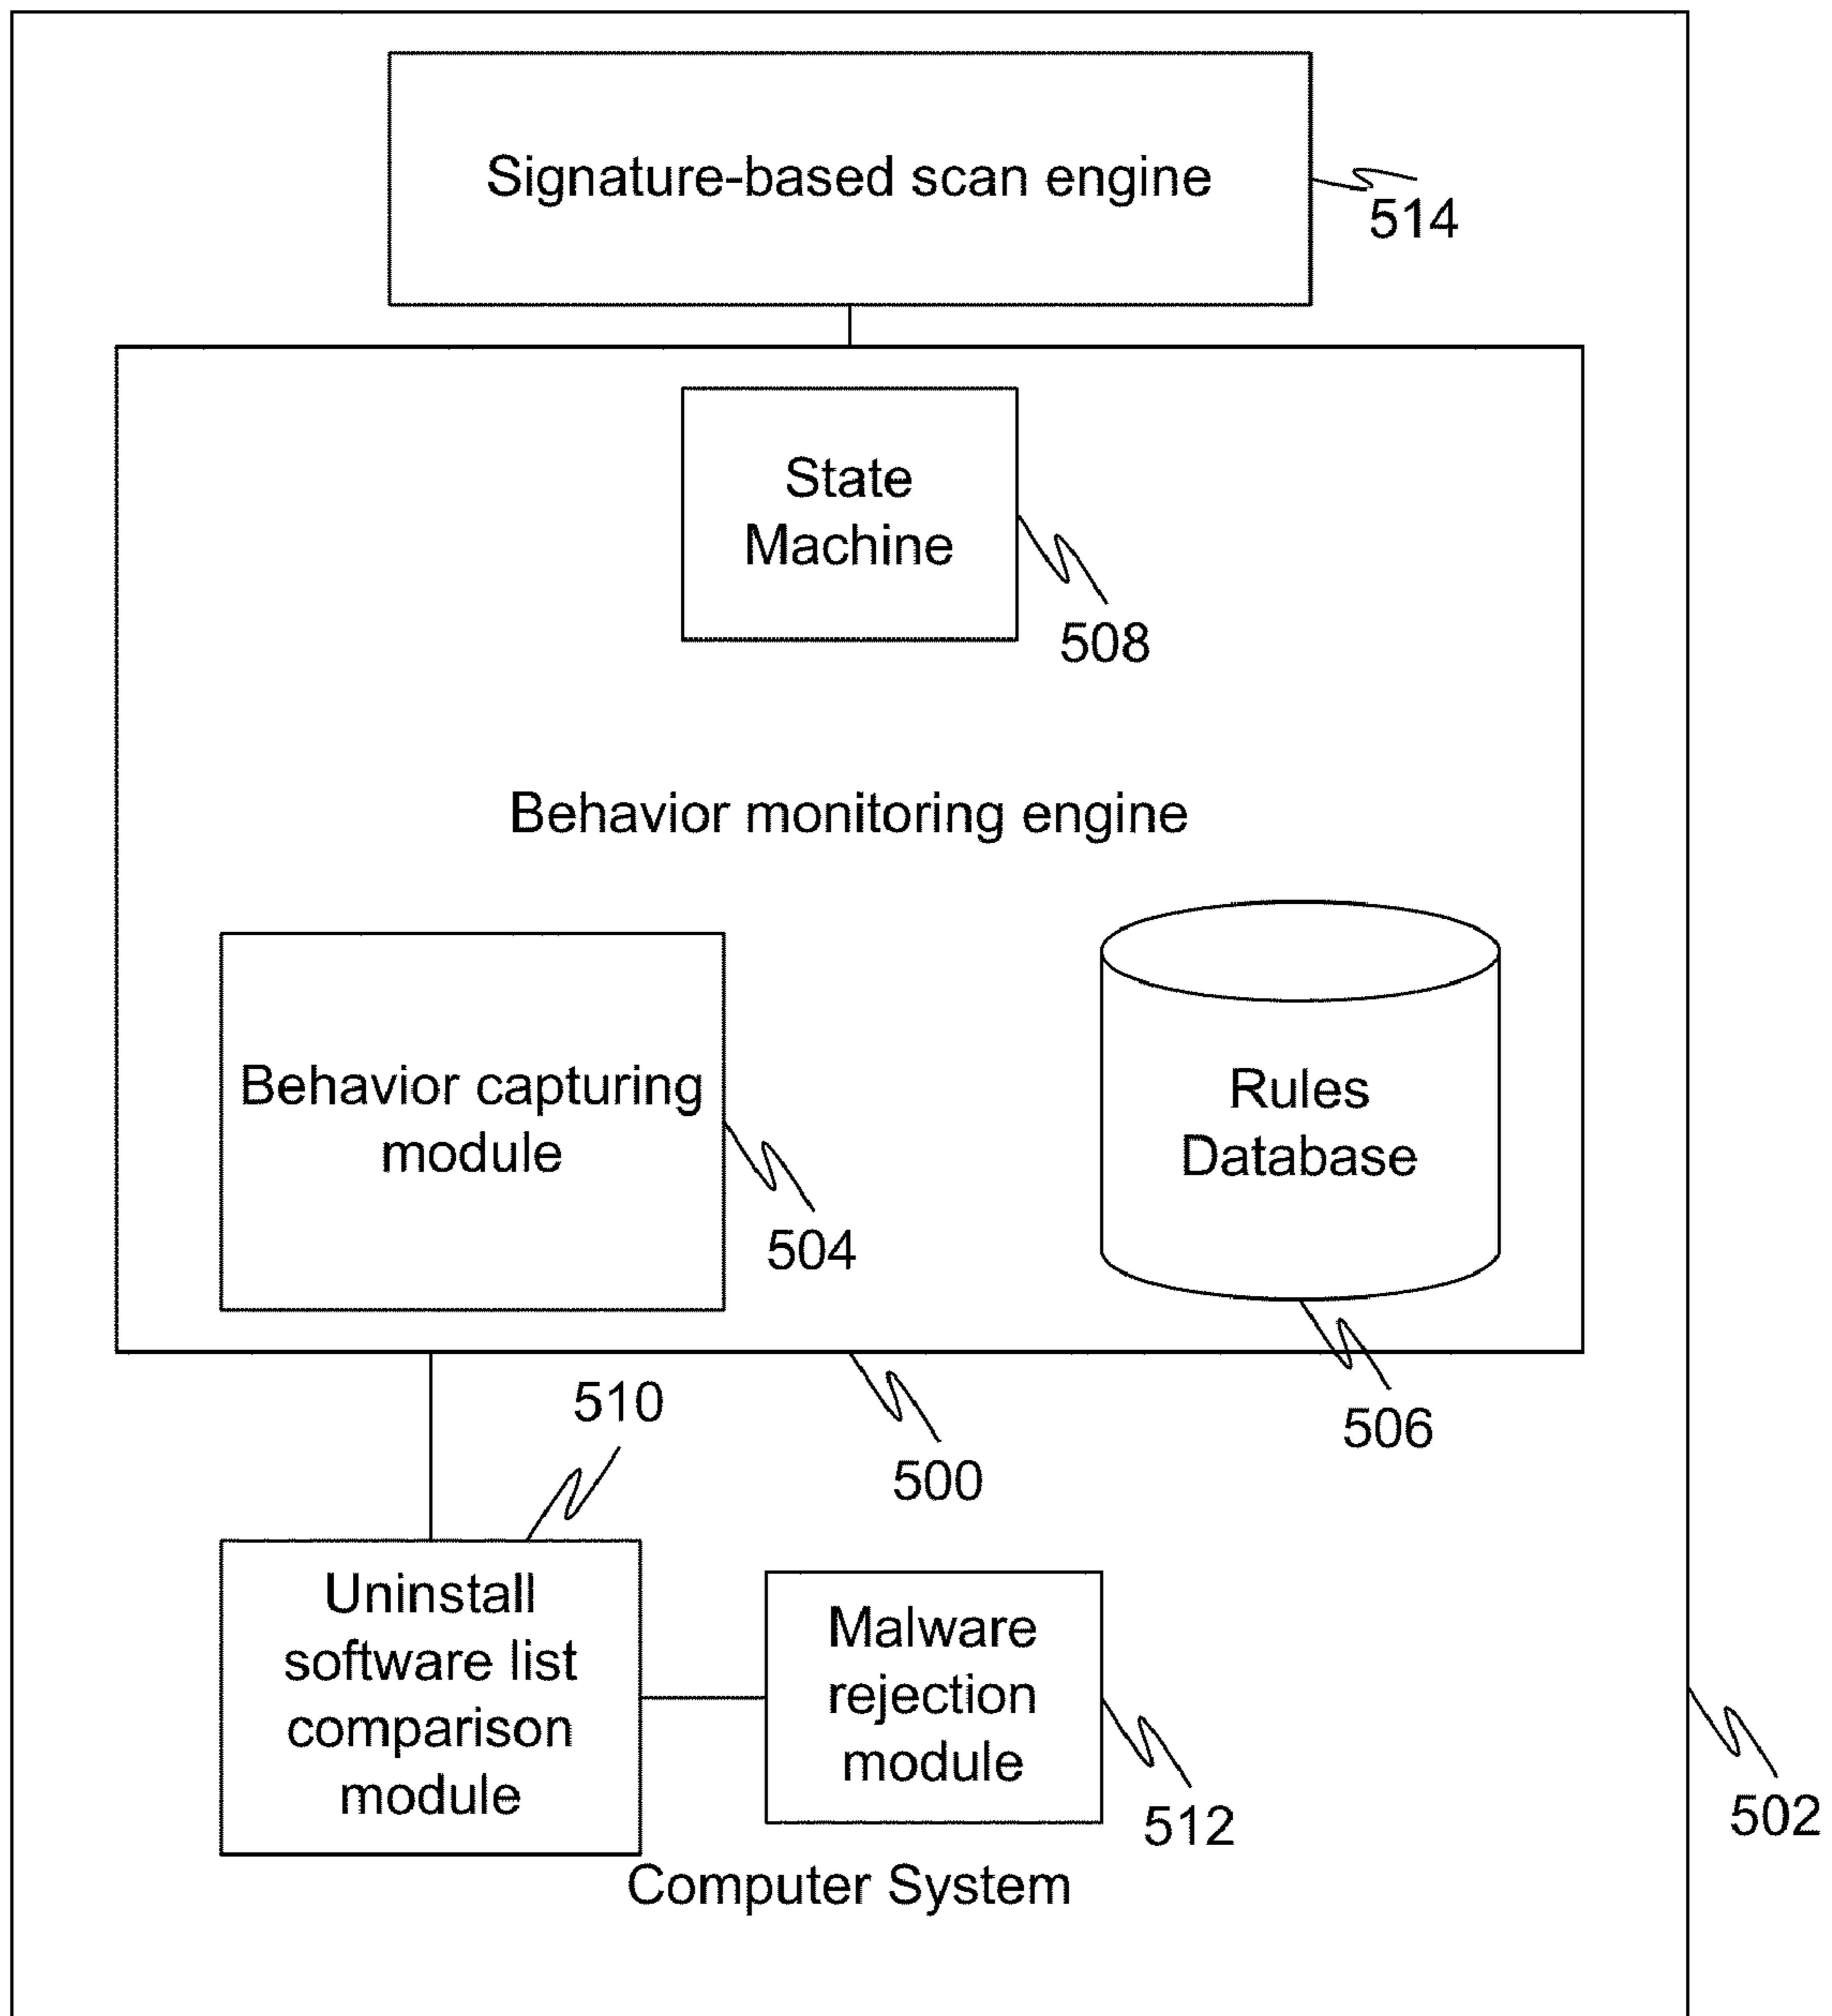 Signature-based scan engine
514
State
Machine
508
Behavior monitoring engine
Behavior capturing
module
504
Rules
Database
506
500
510
Uninstall
software list
comparison
module
Malware
rejection
module
512
502
Computer System